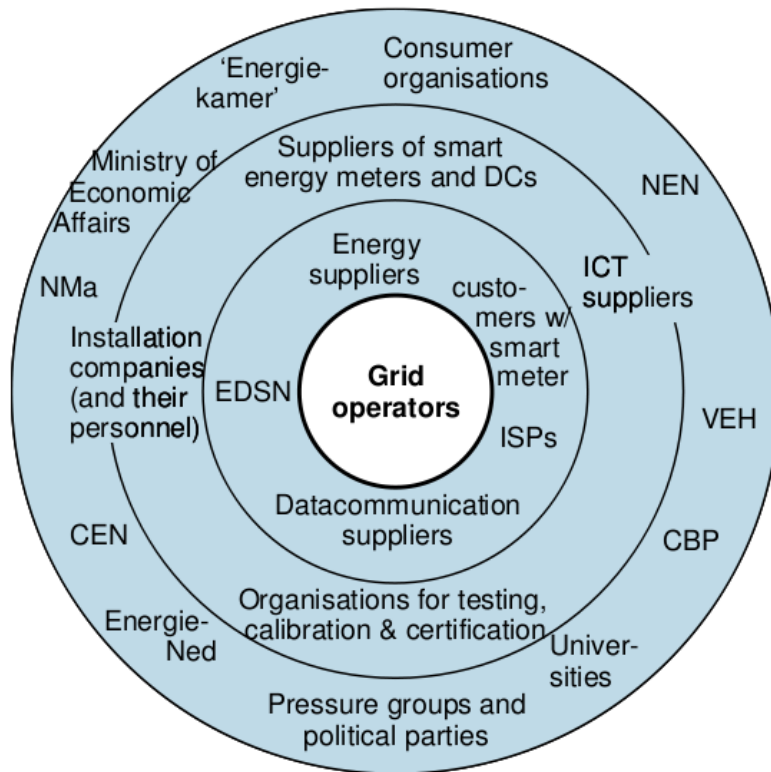 Consumer
organisations
‘Energie-
kamer’
Ministry of
Economic
Affairs
Suppliers of smart
energy meters and DCs
NEN
Energy
suppliers
ICT
suppliers
NMa
custo-
mers w/
smart
meter
Installation
companies
(and their
personnel)
EDSN
Grid
operators
ISPs
VEH
Datacommunication
suppliers
CEN
CBP
Organisations for testing,
calibration & certification
Energie-
Ned
Univer-
sities
Pressure groups and
political parties